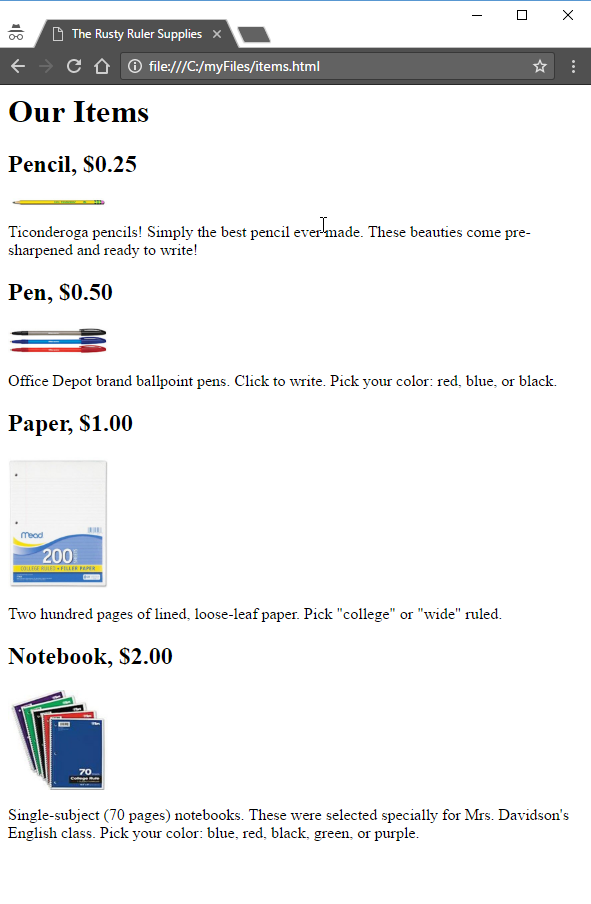 The Rusty Ruler Supplies
file:///C:/myFiles/items.html
Our Items
Pencil, $0.25
Ticonderoga pencils! Simply the best pencil ever made. These beauties come pre-
sharpened and ready to write!
Pen, $0.50
Office Depot brand ballpoint pens. Click to write. Pick your color: red, blue, or black.
Paper, $1.00
Mead
200
COLLEGE RULED • FILLER PAPER
Two hundred pages of lined, loose-leaf paper. Pick "college" or "wide" ruled.
Notebook, $2.00
70
College Rule
Single-subject (70 pages) notebooks. These were selected specially for Mrs. Davidson's
English class. Pick your color: blue, red, black, green, or purple.